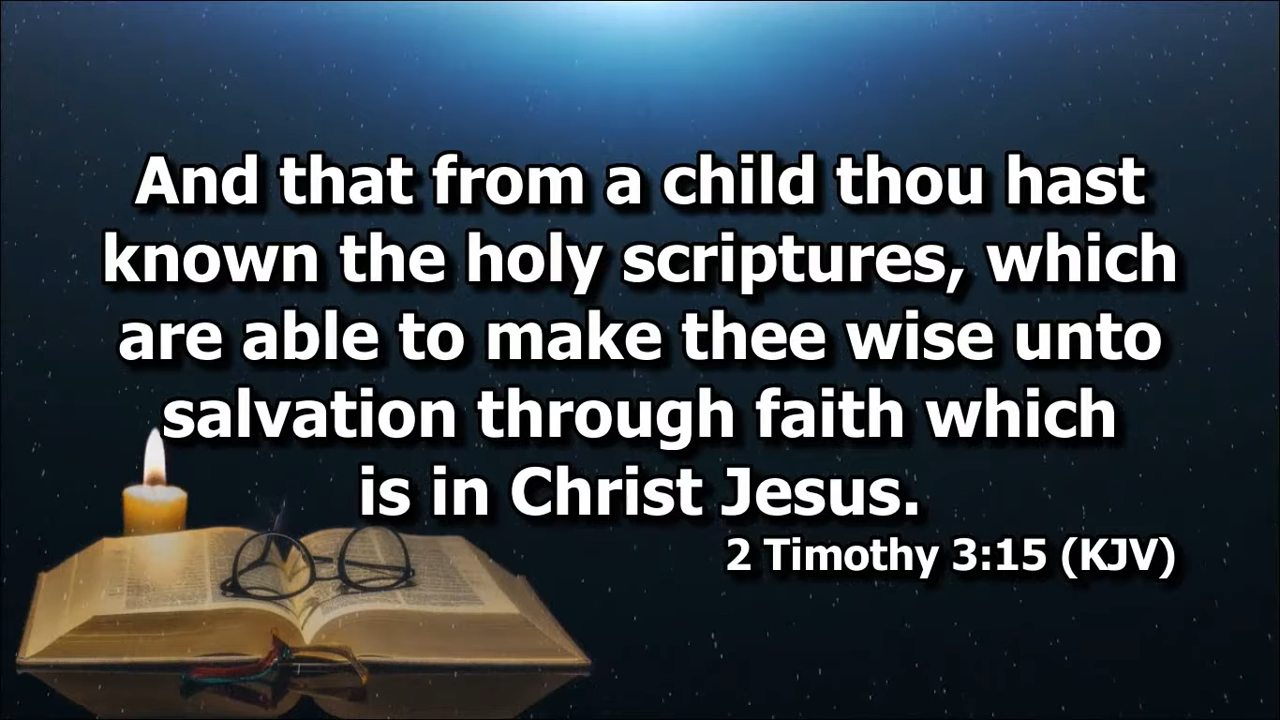 And that from a child thou hast
known the holy scriptures, which
are able to make thee wise unto
salvation through faith which
is in Christ Jesus.
2 Timothy 3:15 (KJV)